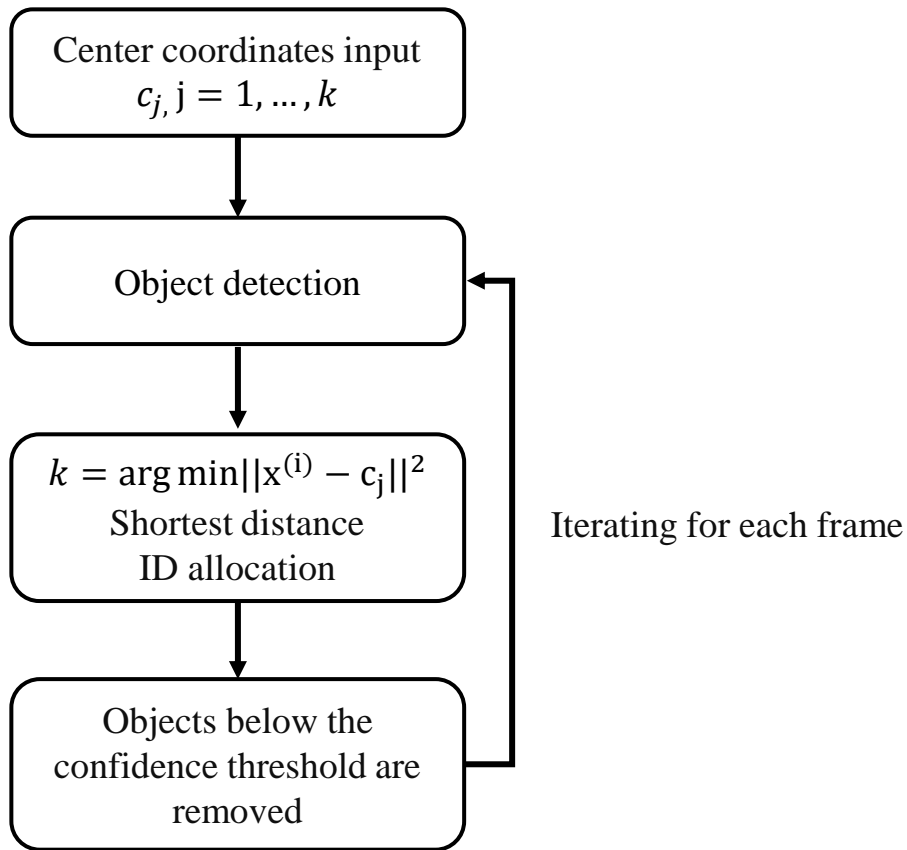 Center coordinates input
c_j, j = 1, … , k
Object detection
k = arg min||x^(i) − c_j||^2
Shortest distance
ID allocation
Iterating for each frame
Objects below the
confidence threshold are
removed